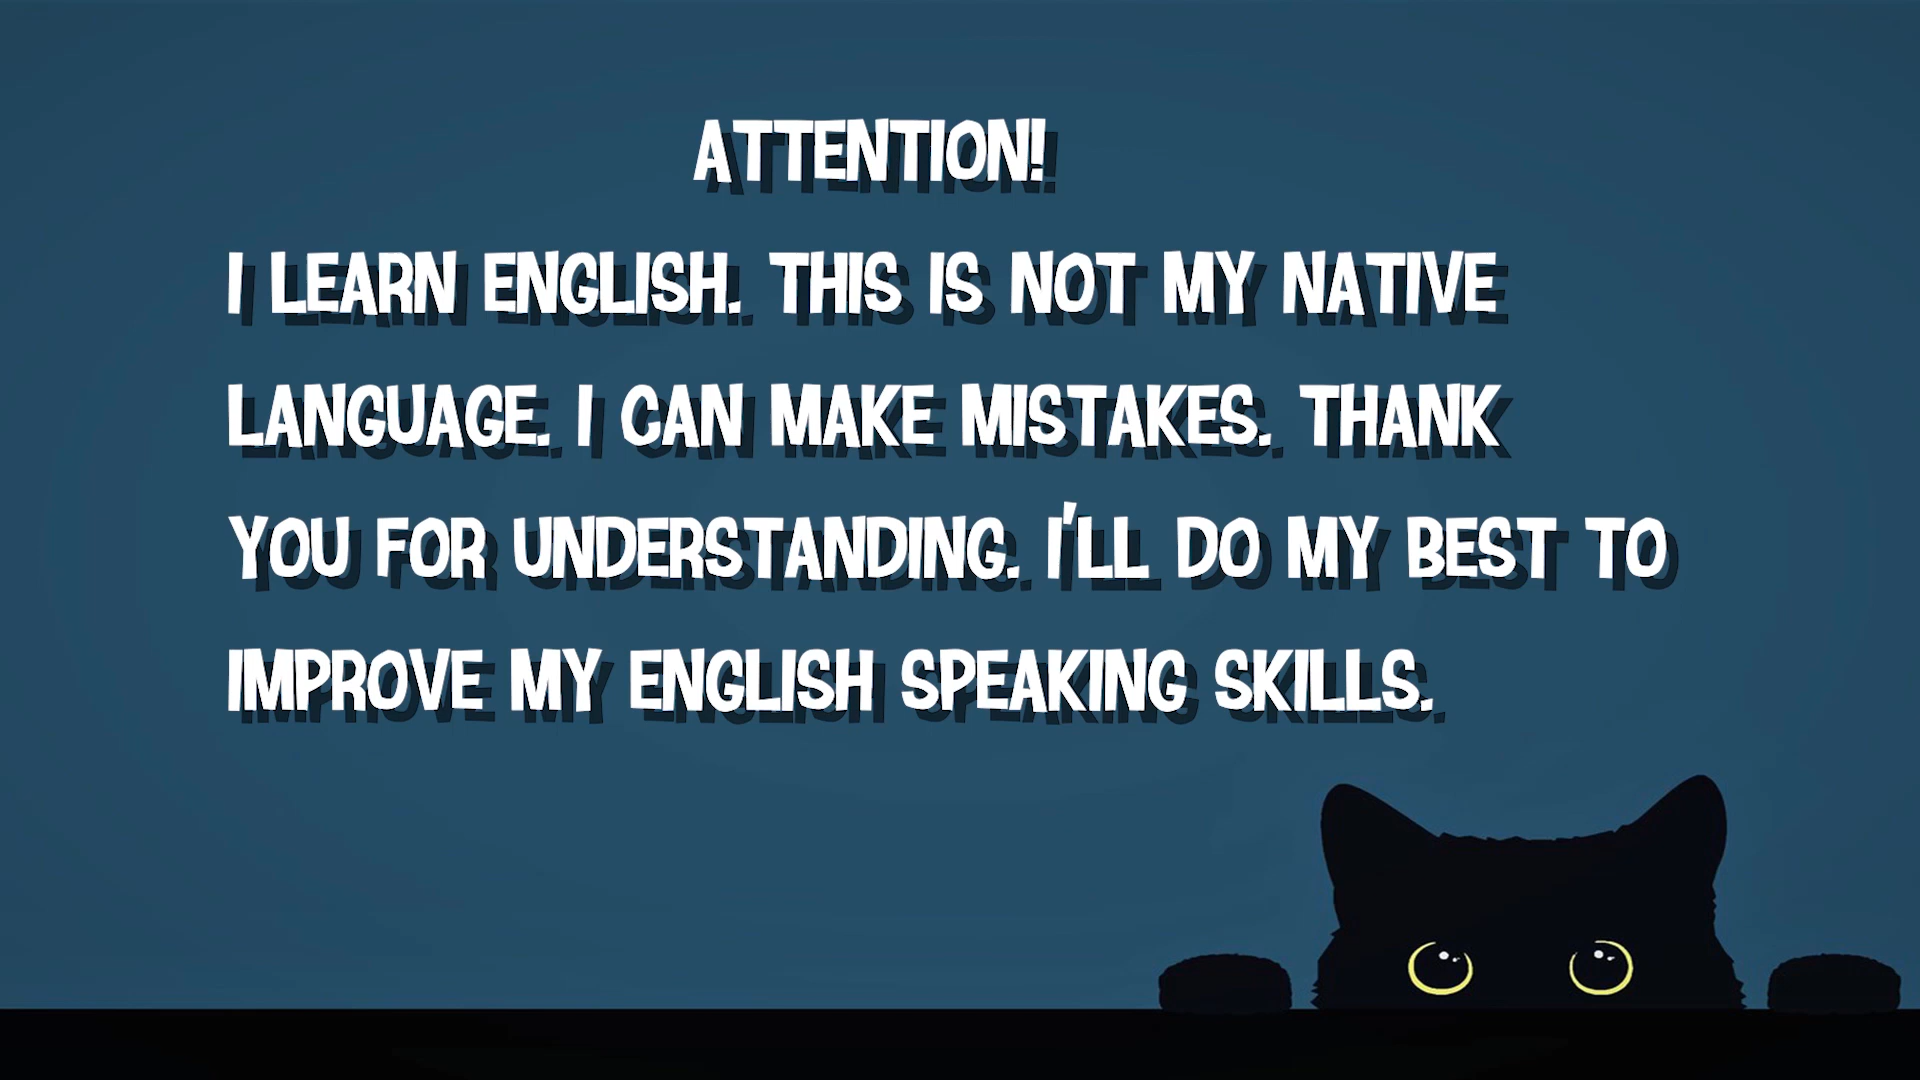 ATTENTION!
I LEARN ENGLISH. THIS IS NOT MY NATIVE
LANGUAGE. I CAN MAKE MISTAKES. THANK
YOU FOR UNDERSTANDING. I'LL DO MY BEST TO
IMPROVE MY ENGLISH SPEAKING SKILLS.